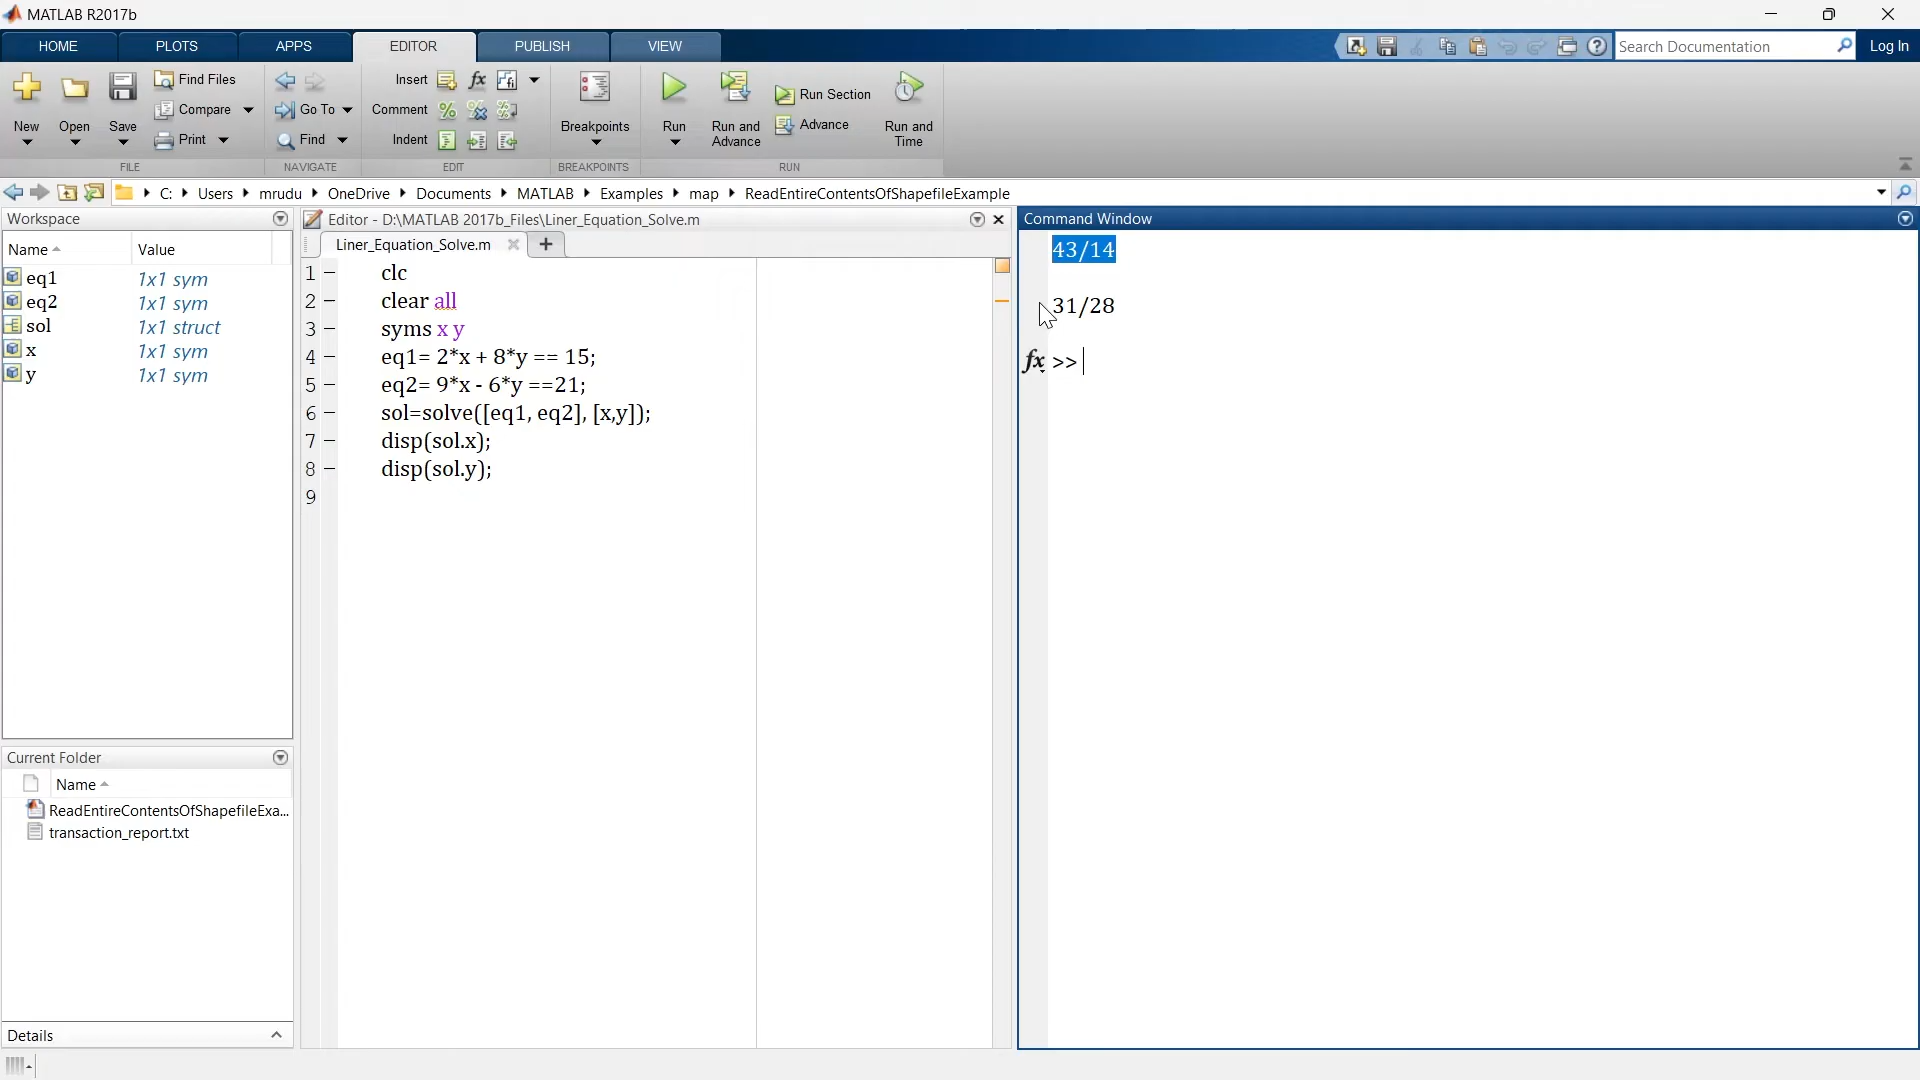 MATLAB R2017b
HOME PLOTS APPS EDITOR PUBLISH VIEW
Search Documentation
Log In
New
Open
Save
Find Files
Compare
Print
FILE
Go To
Find
NAVIGATE
Insert
Comment
Indent
EDIT
Breakpoints
BREAKPOINTS
Run
Run and
Advance
Run Section
Advance
Run and
Time
RUN
C: Users mrudu OneDrive Documents MATLAB Examples map ReadEntireContentsOfShapefileExample
Workspace
Name Value
eq1 1x1 sym
eq2 1x1 sym
sol 1x1 struct
x 1x1 sym
y 1x1 sym
Current Folder
Name
ReadEntireContentsOfShapefileExa...
transaction_report.txt
Details
Editor - D:\MATLAB 2017b_Files\Liner_Equation_Solve.m
Liner_Equation_Solve.m
1 – clc
2 – clear all
3 – syms x y
4 – eq1= 2*x + 8*y == 15;
5 – eq2= 9*x - 6*y ==21;
6 – sol=solve([eq1, eq2], [x,y]);
7 – disp(sol.x);
8 – disp(sol.y);
9
Command Window
43/14
31/28
fx >>